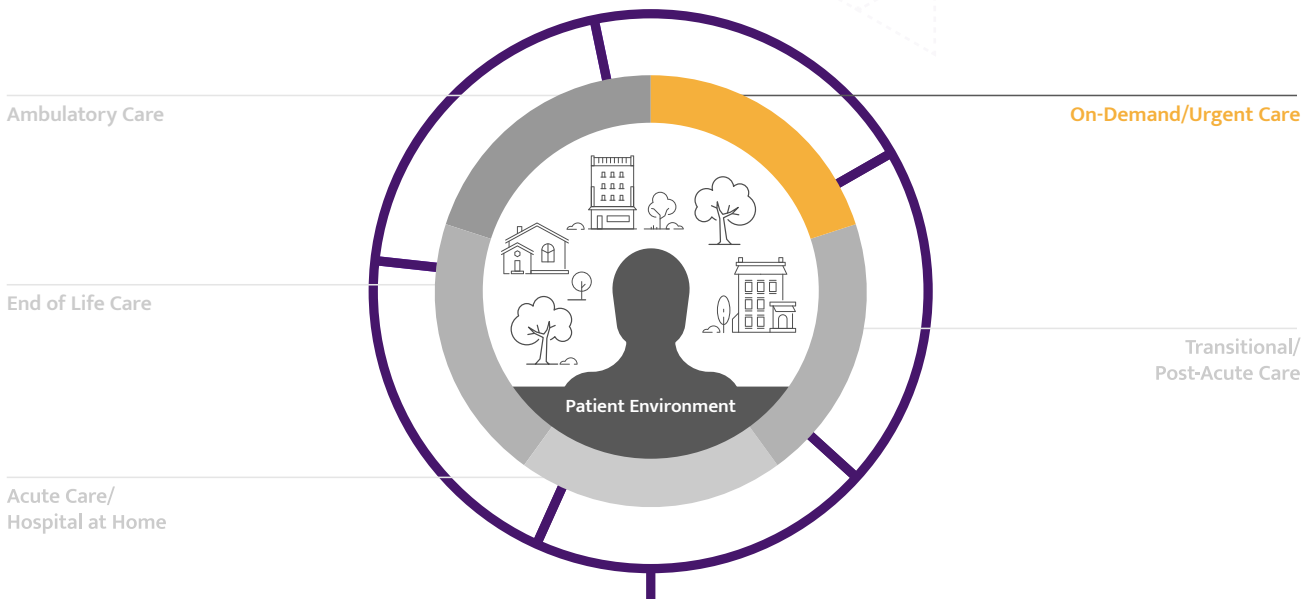 Ambulatory Care
On-Demand/Urgent Care
End of Life Care
Transitional/
Post-Acute Care
Patient Environment
Acute Care/
Hospital at Home